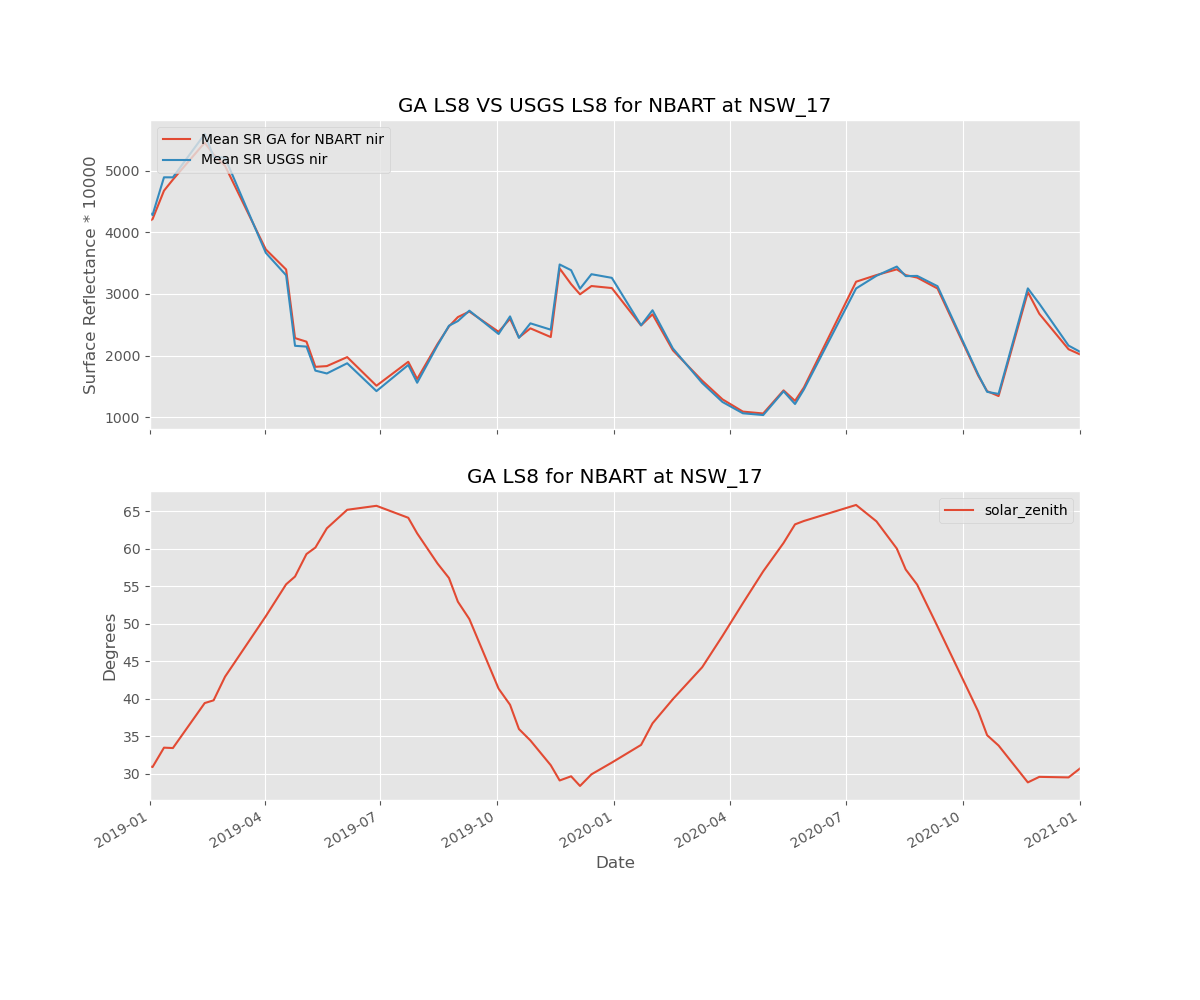 GA LS8 VS USGS LS8 for NBART at NSW_17
Mean SR GA for NBART nir
Mean SR USGS nir
Surface Reflectance * 10000
5000
4000
3000
2000
1000
GA LS8 for NBART at NSW_17
solar_zenith
Degrees
65
60
55
50
45
40
35
30
2019-01
2019-04
2019-07
2019-10
2020-01
2020-04
2020-07
2020-10
2021-01
Date